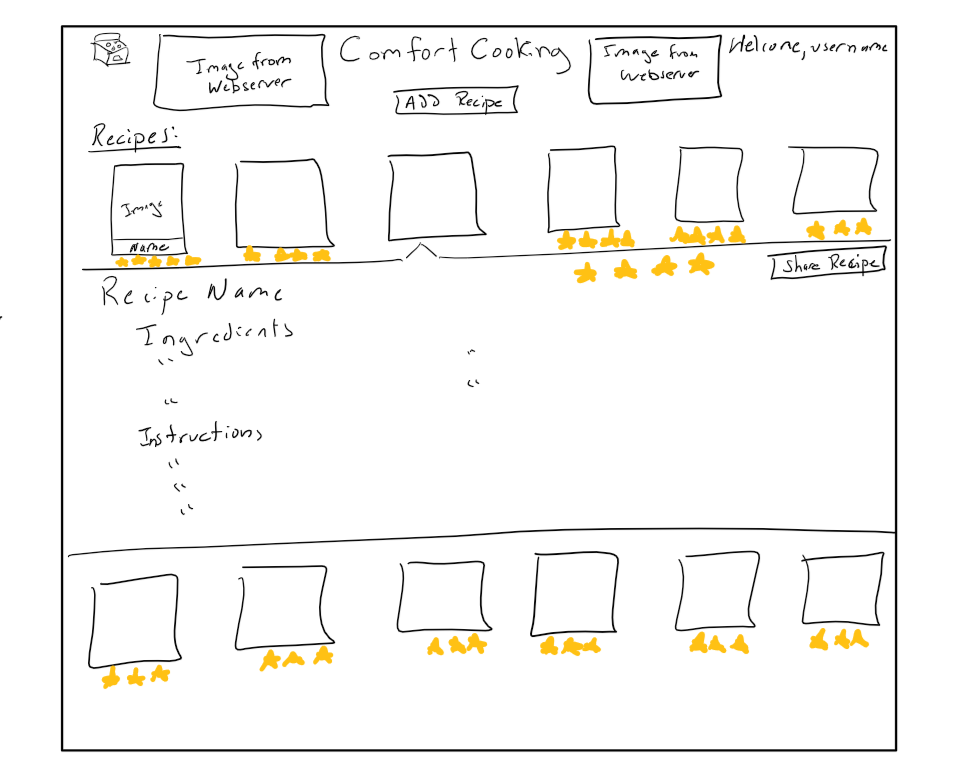 Image from
Webserver
Comfort Cooking
Image from
Webserver
Welcome, username
ADD Recipe
Recipes:
Image
Name
Share Recipe
Recipe Name
Ingredients
"
"
"
"
Instructions
"
"
"